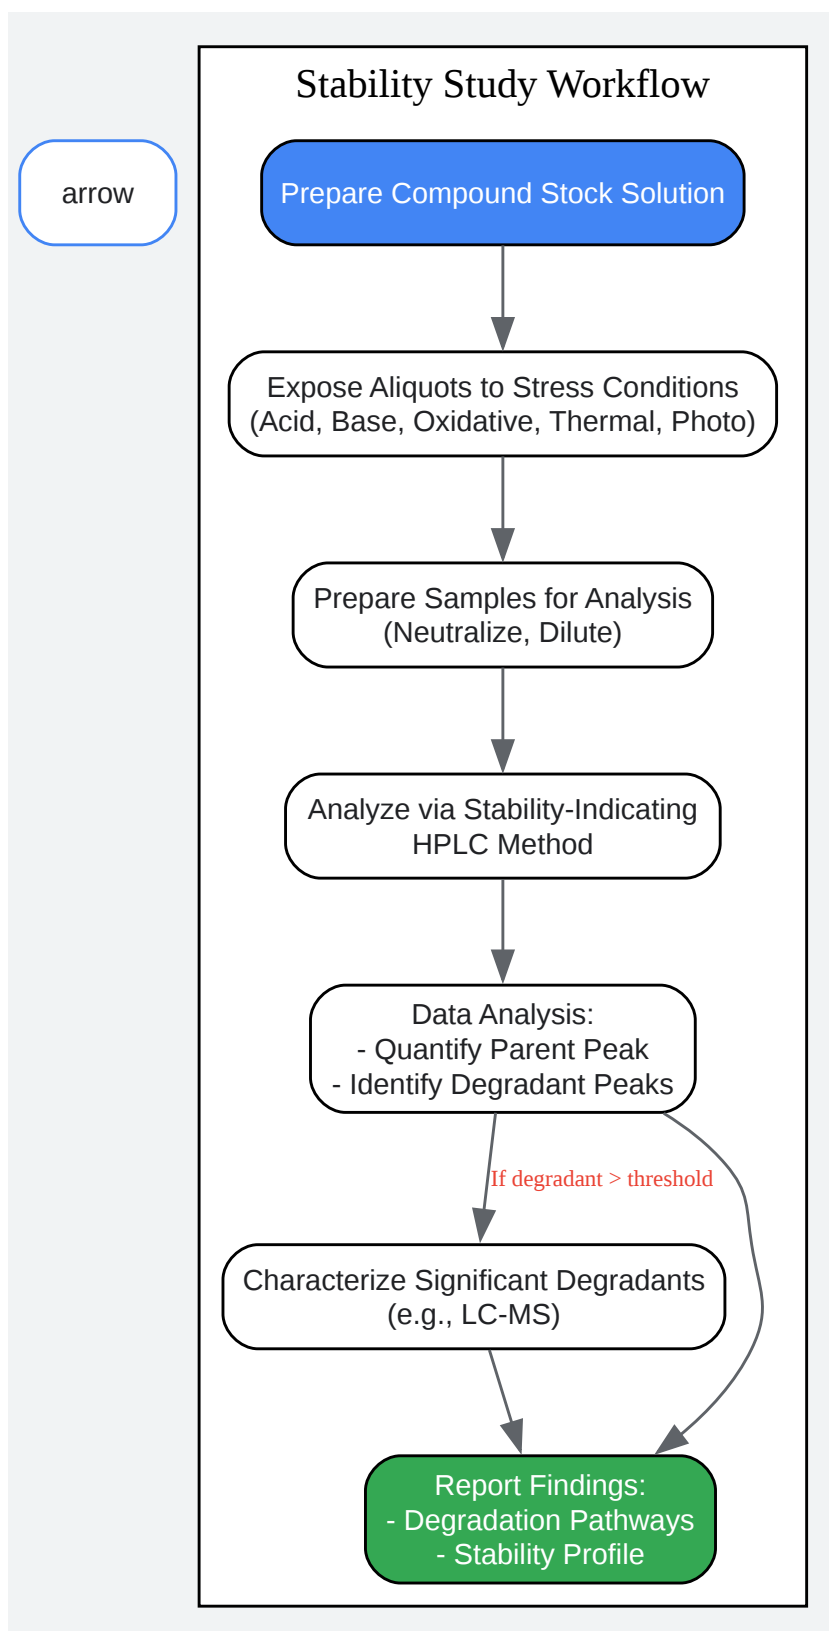 Stability Study Workflow
arrow
Prepare Compound Stock Solution
Expose Aliquots to Stress Conditions
(Acid, Base, Oxidative, Thermal, Photo)
Prepare Samples for Analysis
(Neutralize, Dilute)
Analyze via Stability-Indicating
HPLC Method
Data Analysis:
- Quantify Parent Peak
- Identify Degradant Peaks
If degradant > threshold
Characterize Significant Degradants
(e.g., LC-MS)
Report Findings:
- Degradation Pathways
- Stability Profile